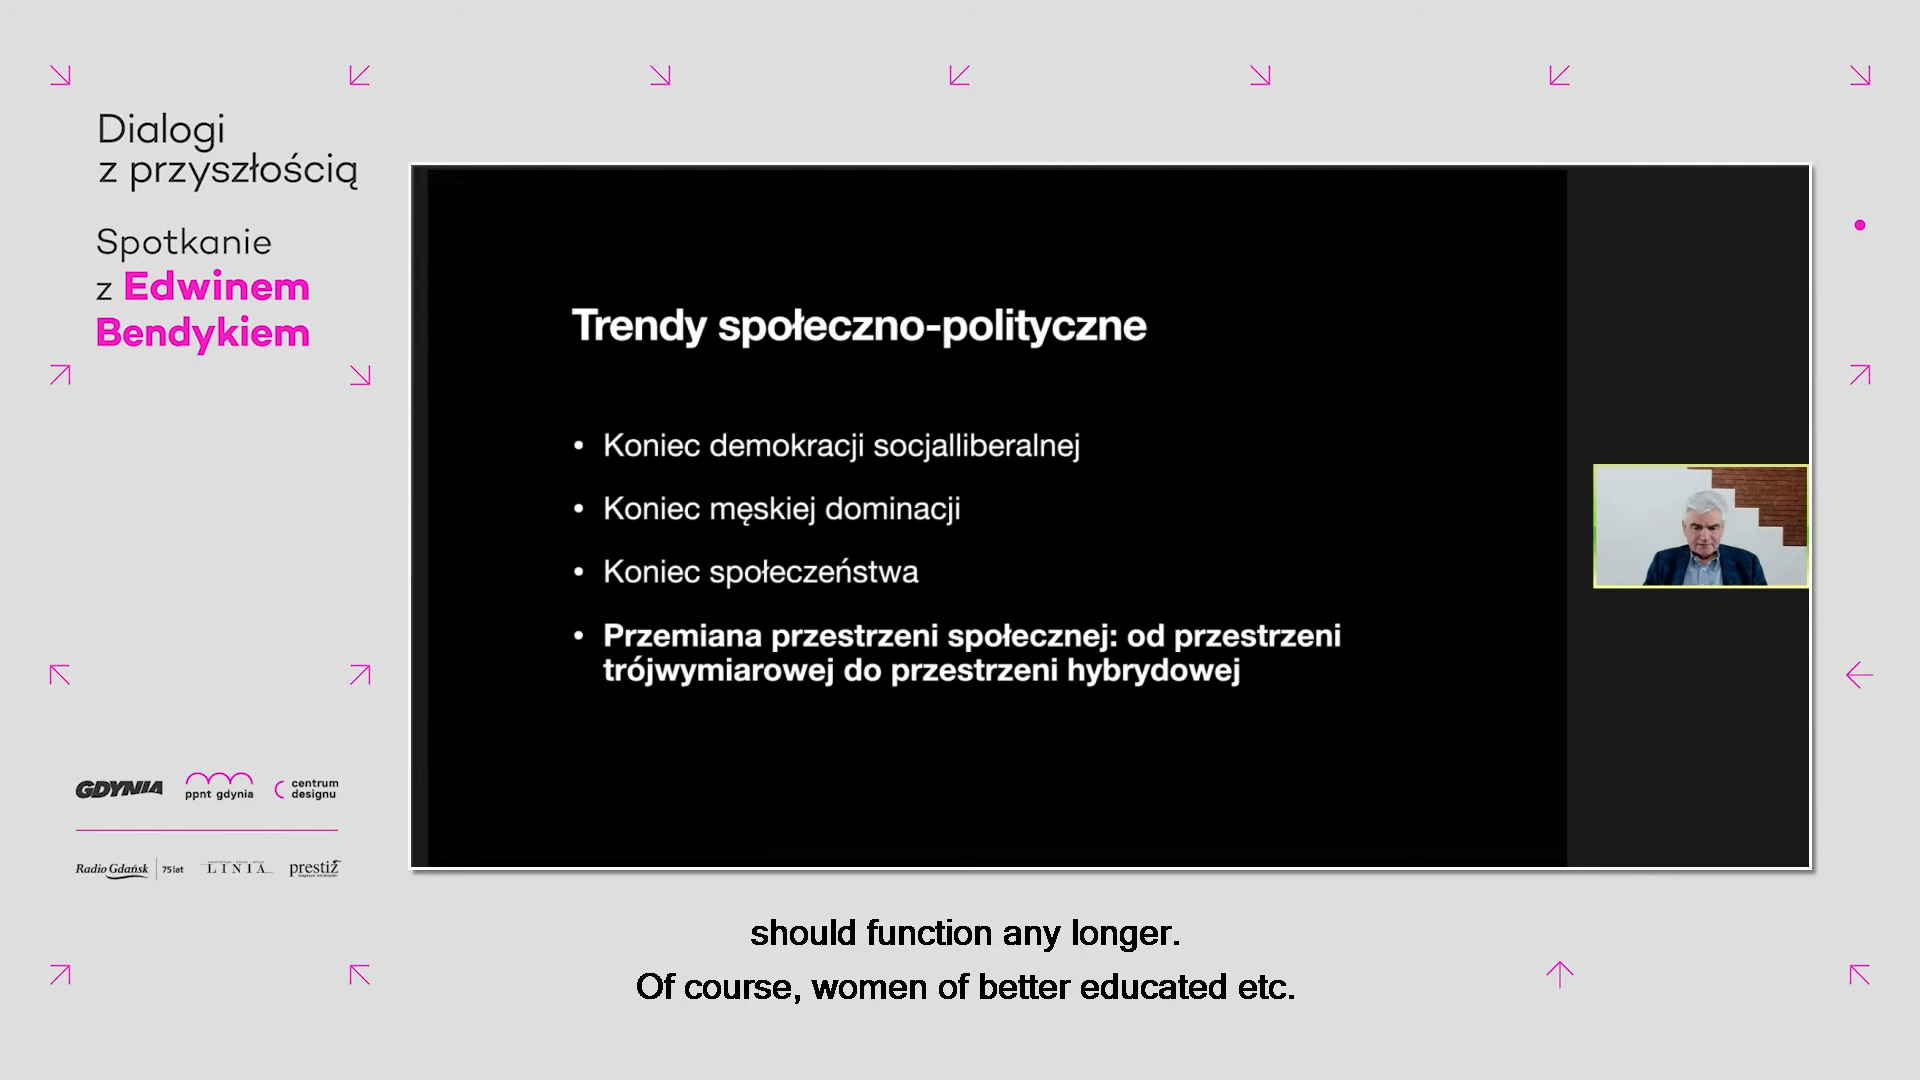 Dialogi
z przyszłością
Spotkanie
z Edwinem
Bendykiem
Trendy społeczno-polityczne
• Koniec demokracji socjalliberalnej
• Koniec męskiej dominacji
• Koniec społeczeństwa
• Przemiana przestrzeni społecznej: od przestrzeni
trójwymiarowej do przestrzeni hybrydowej
GDYNIA
ppnt gdynia
centrum
designu
Radio Gdańsk
75 lat
LINIA
prestiż
should function any longer.
Of course, women of better educated etc.